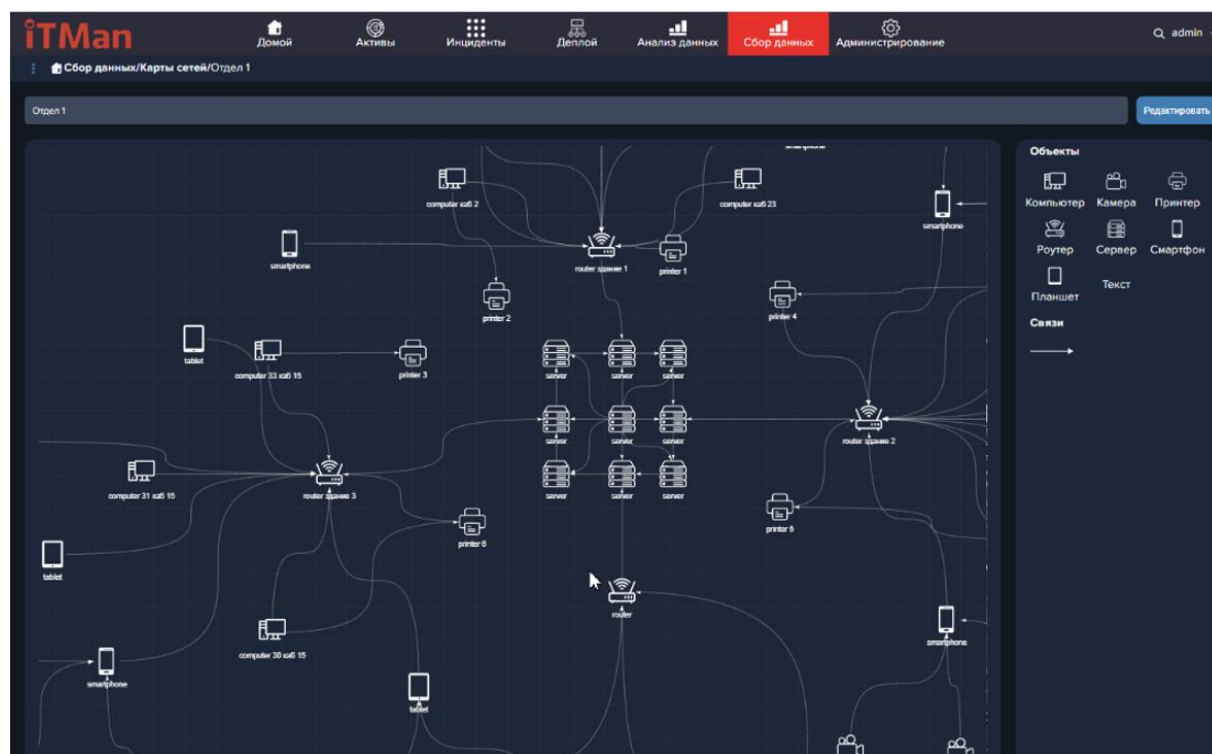 iTMan
Домой
Активы
Инциденты
Деплой
Анализ данных
Сбор данных
Администрирование
admin
Сбор данных/Карты сетей/Отдел 1
Отдел 1
Редактировать
Объекты
Компьютер
Камера
Принтер
Роутер
Сервер
Смартфон
Планшет
Текст
Связи
smartphone
computer каб 2
computer каб 23
smartphone
smartphone
router здание 1
printer 1
printer 2
printer 4
tablet
computer 33 каб 15
printer 3
server
server
server
server
server
server
router здание 2
computer 31 каб 15
router здание 3
server
server
server
printer 6
printer 5
tablet
router
computer 30 каб 15
smartphone
smartphone
tablet